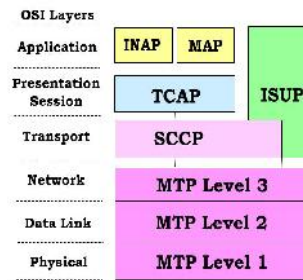 OSI Layers
Application
INAP
MAP
Presentation
Session
TCAP
ISUP
Transport
SCCP
Network
MTP Level 3
Data Link
MTP Level 2
Physical
MTP Level 1